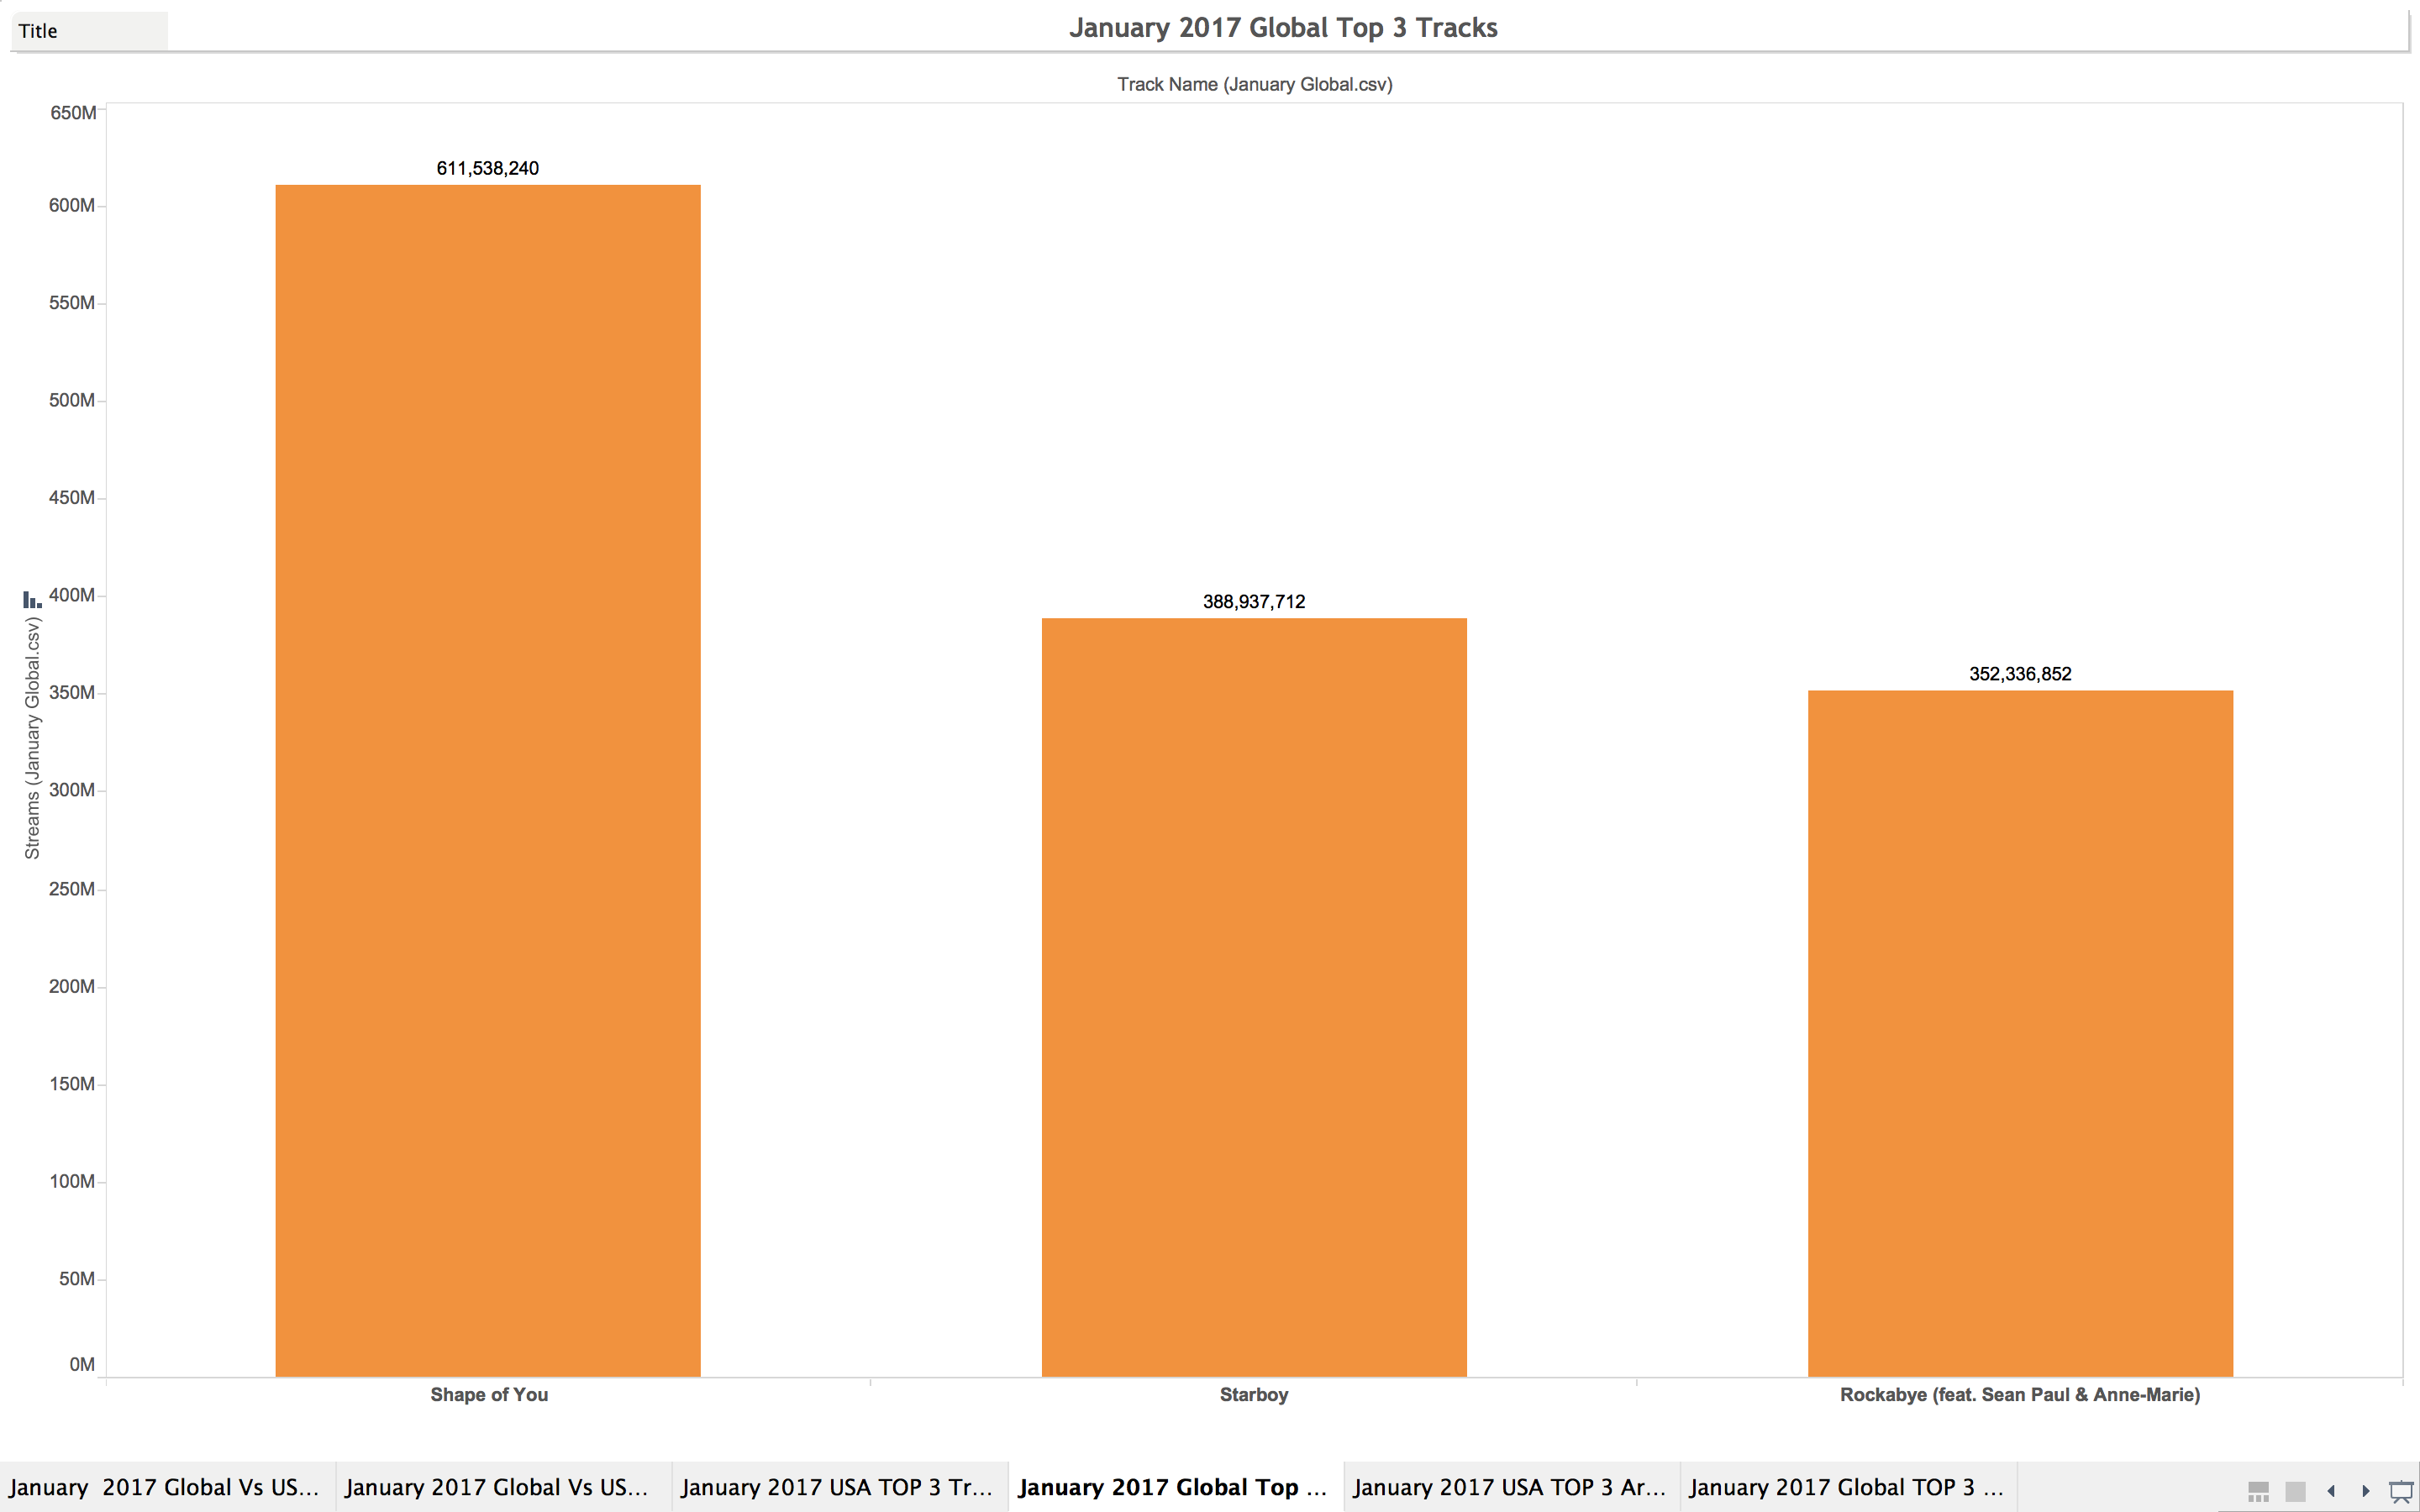 Title
January 2017 Global Top 3 Tracks
Track Name (January Global.csv)
650M
600M
550M
500M
450M
400M
350M
300M
250M
200M
150M
100M
50M
0M
Streams (January Global.csv)
611,538,240
388,937,712
352,336,852
Shape of You
Starboy
Rockabye (feat. Sean Paul & Anne-Marie)
January  2017 Global Vs US...
January 2017 Global Vs US...
January 2017 USA TOP 3 Tr...
January 2017 Global Top ...
January 2017 USA TOP 3 Ar...
January 2017 Global TOP 3 ...